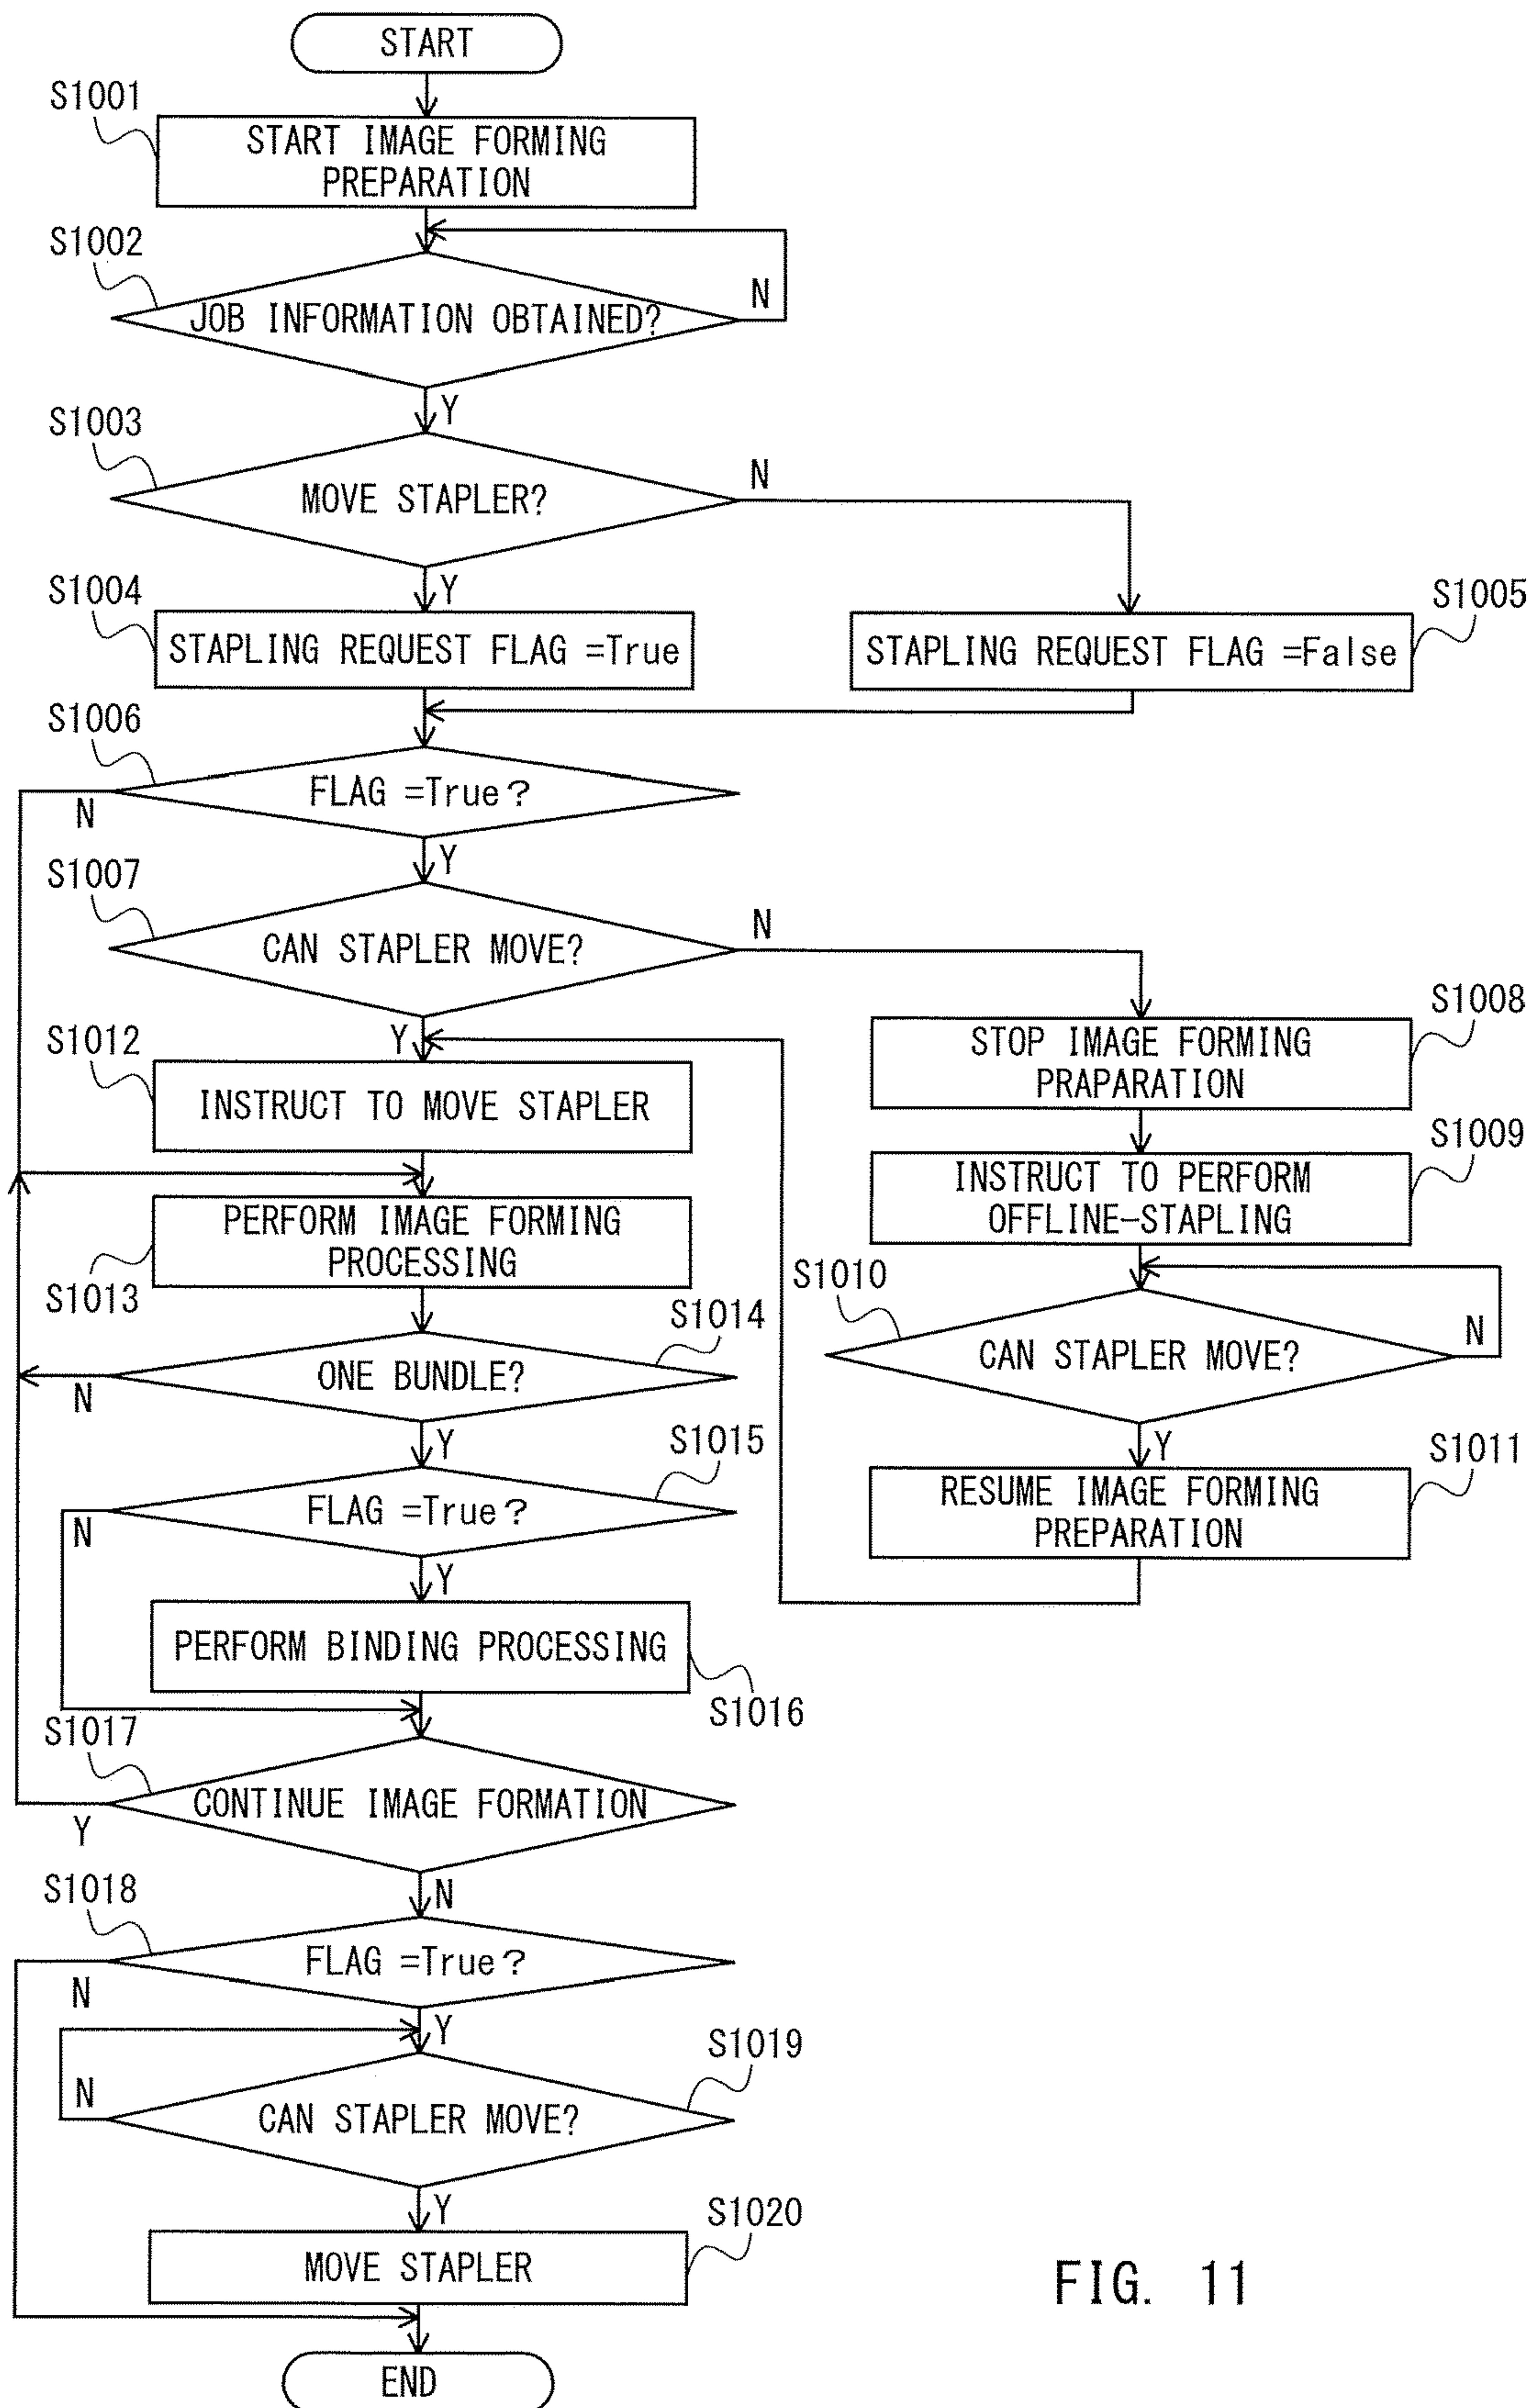 START
S1001
START IMAGE FORMING
PREPARATION
S1002
JOB INFORMATION OBTAINED?
N
Y
S1003
MOVE STAPLER?
N
Y
S1004
STAPLING REQUEST FLAG =True
S1005
STAPLING REQUEST FLAG =False
S1006
FLAG =True?
N
Y
S1007
CAN STAPLER MOVE?
N
Y
S1008
STOP IMAGE FORMING
PRAPARATION
S1009
INSTRUCT TO PERFORM
OFFLINE-STAPLING
S1010
CAN STAPLER MOVE?
N
Y
S1011
RESUME IMAGE FORMING
PREPARATION
S1012
INSTRUCT TO MOVE STAPLER
S1013
PERFORM IMAGE FORMING
PROCESSING
S1014
ONE BUNDLE?
N
Y
S1015
FLAG =True?
N
Y
PERFORM BINDING PROCESSING
S1016
S1017
CONTINUE IMAGE FORMATION
Y
N
S1018
FLAG =True?
N
Y
S1019
CAN STAPLER MOVE?
N
Y
S1020
MOVE STAPLER
END
FIG. 11